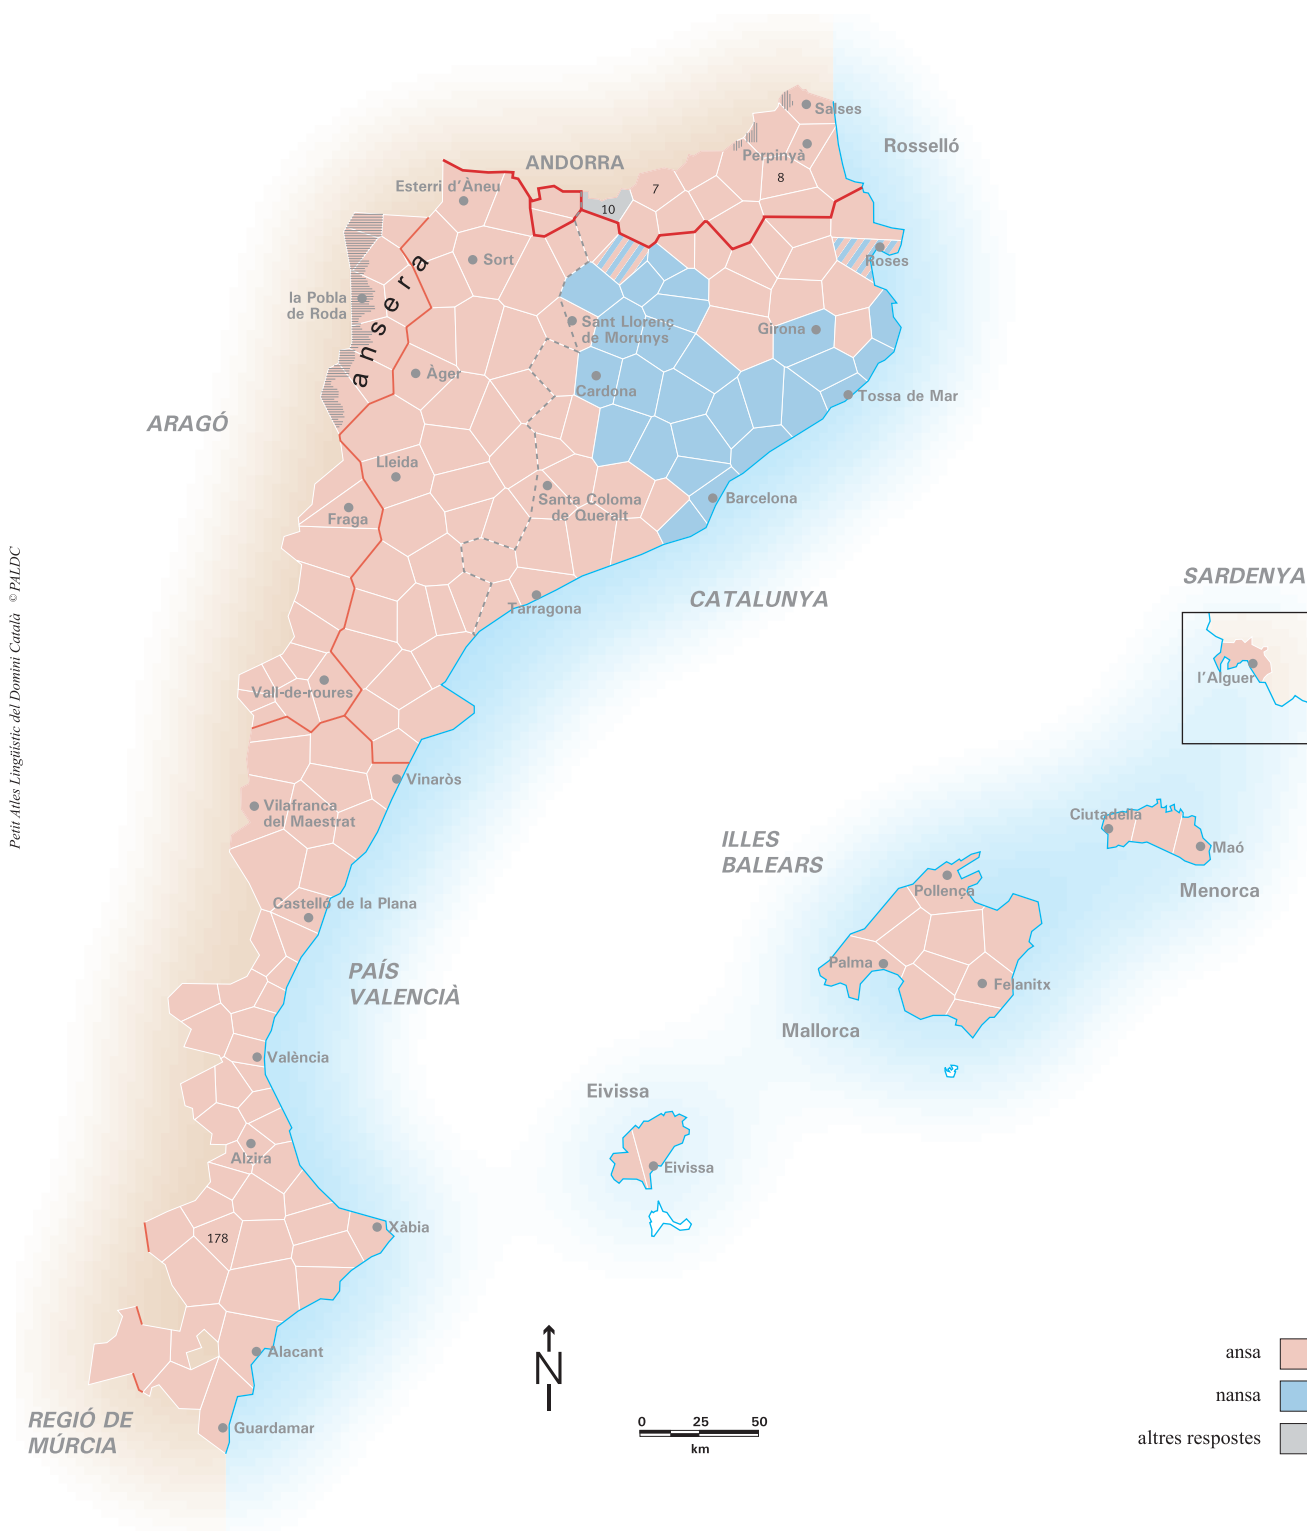 Salses
Rosselló
Perpinyà
ANDORRA
8
7
10
Esterri d'Àneu
Roses
Sort
ansera
la Pobla
de Roda
Sant Llorenç
de Morunys
Girona
Àger
Cardona
Tossa de Mar
ARAGÓ
Lleida
Santa Coloma
de Queralt
Barcelona
Fraga
CATALUNYA
Tarragona
SARDENYA
l'Alguer
Petit Atles Lingüístic del Domini Català © PALDC
Vall-de-roures
Vinaròs
Vilafranca
del Maestrat
ILLES
BALEARS
Ciutadella
Maó
Menorca
Pollença
Castelló de la Plana
PAÍS
VALENCIÀ
Palma
Felanitx
Mallorca
València
Eivissa
Alzira
Eivissa
Xàbia
178
Alacant
N
REGIÓ DE
MÚRCIA
Guardamar
0 25 50
km
ansa
nansa
altres respostes